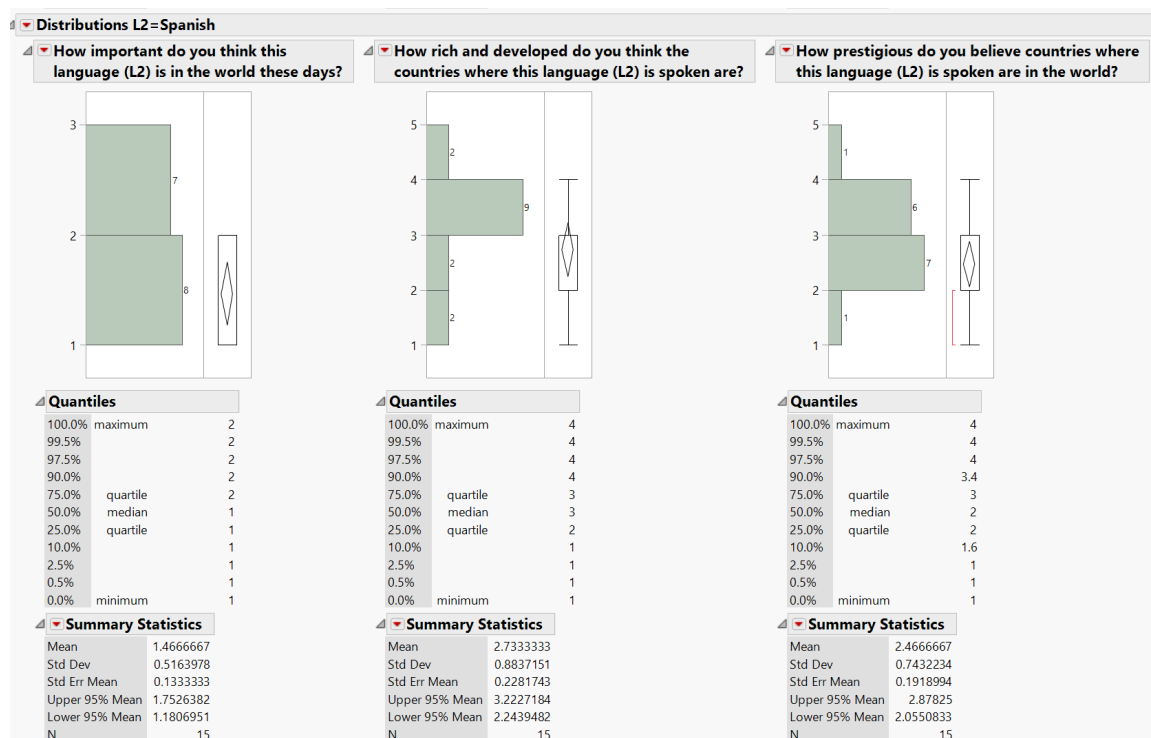 Distributions L2=Spanish
How important do you think this
language (L2) is in the world these days?
3
7
2
8
1
Quantiles
100.0% maximum 2
99.5% 2
97.5% 2
90.0% 2
75.0% quartile 2
50.0% median 1
25.0% quartile 1
10.0% 1
2.5% 1
0.5% 1
0.0% minimum 1
Summary Statistics
Mean 1.4666667
Std Dev 0.5163978
Std Err Mean 0.1333333
Upper 95% Mean 1.7526382
Lower 95% Mean 1.1806951
N 15
How rich and developed do you think the
countries where this language (L2) is spoken are?
5
2
4
9
3
2
2
2
1
Quantiles
100.0% maximum 4
99.5% 4
97.5% 4
90.0% 4
75.0% quartile 3
50.0% median 3
25.0% quartile 2
10.0% 1
2.5% 1
0.5% 1
0.0% minimum 1
Summary Statistics
Mean 2.7333333
Std Dev 0.8837151
Std Err Mean 0.2281743
Upper 95% Mean 3.2227184
Lower 95% Mean 2.2439482
N 15
How prestigious do you believe countries where
this language (L2) is spoken are in the world?
5
1
4
6
3
7
2
1
1
Quantiles
100.0% maximum 4
99.5% 4
97.5% 4
90.0% 3.4
75.0% quartile 3
50.0% median 2
25.0% quartile 2
10.0% 1.6
2.5% 1
0.5% 1
0.0% minimum 1
Summary Statistics
Mean 2.4666667
Std Dev 0.7432234
Std Err Mean 0.1918994
Upper 95% Mean 2.87825
Lower 95% Mean 2.0550833
N 15